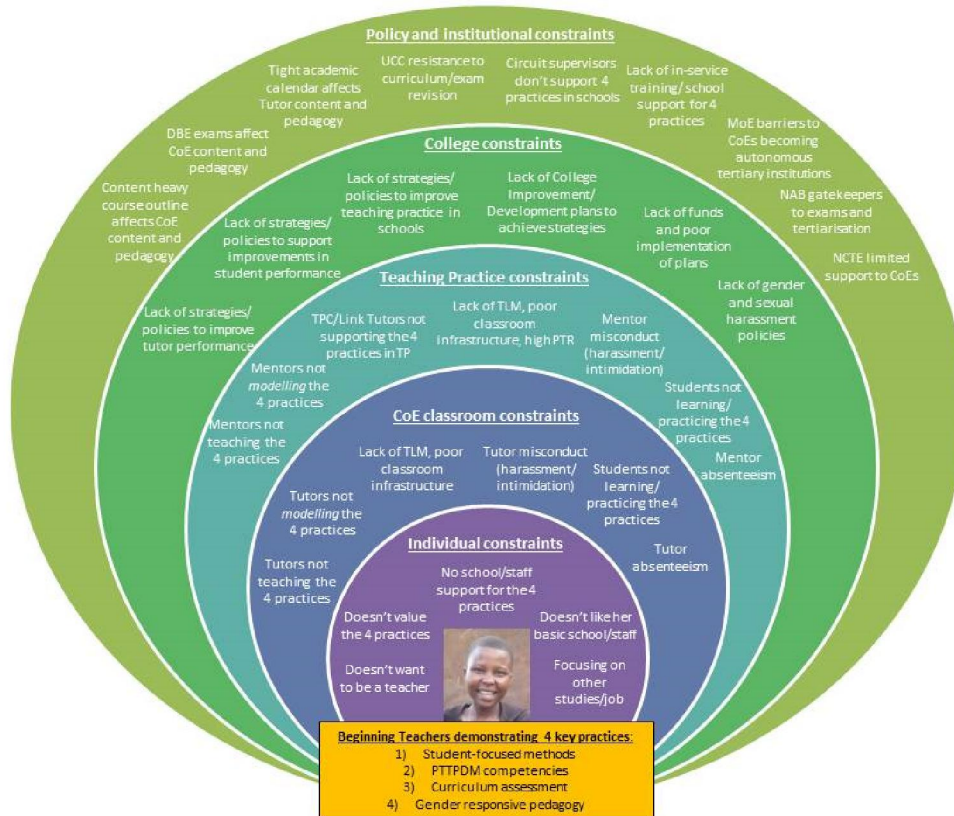 Policy and institutional constraints
Tight academic
calendar affects
Tutor content and
pedagogy
UCC resistance to
curriculum/exam
revision
Circuit supervisors
don't support 4
practices in schools
Lack of in-service
training/ school
support for 4
practices
DBE exams affect
CoE content and
pedagogy
MoE barriers to
CoEs becoming
autonomous
tertiary institutions
Content heavy
course outline
affects CoE
content and
pedagogy
NAB gatekeepers
to exams and
tertiarisation
NCTE limited
support to CoEs
College constraints
Lack of strategies/
policies to improve
teaching practice in
schools
Lack of College
Improvement/
Development plans to
achieve strategies
Lack of strategies/
policies to support
improvements in
student performance
Lack of funds
and poor
implementation
of plans
Lack of strategies/
policies to improve
tutor performance
Lack of gender
and sexual
harassment
policies
Teaching Practice constraints
TPC/Link Tutors not
supporting the 4
practices in TP
Lack of TLM, poor
classroom
infrastructure, high PTR
Mentor
misconduct
(harassment/
intimidation)
Mentors not
modelling the
4 practices
Students not
learning/
practicing the 4
practices
Mentors not
teaching the
4 practices
Mentor
absenteeism
CoE classroom constraints
Lack of TLM, poor
classroom
infrastructure
Tutor misconduct
(harassment/
intimidation)
Students not
learning/
practicing the 4
practices
Tutors not
modelling the
4 practices
Tutors not
teaching the
4 practices
Tutor
absenteeism
Individual constraints
No school/staff
support for the 4
practices
Doesn't value
the 4 practices
Doesn't like her
basic school/staff
Doesn't want
to be a teacher
Focusing on
other
studies/job
Beginning Teachers demonstrating 4 key practices:
1) Student-focused methods
2) PTTPDM competencies
3) Curriculum assessment
4) Gender responsive pedagogy